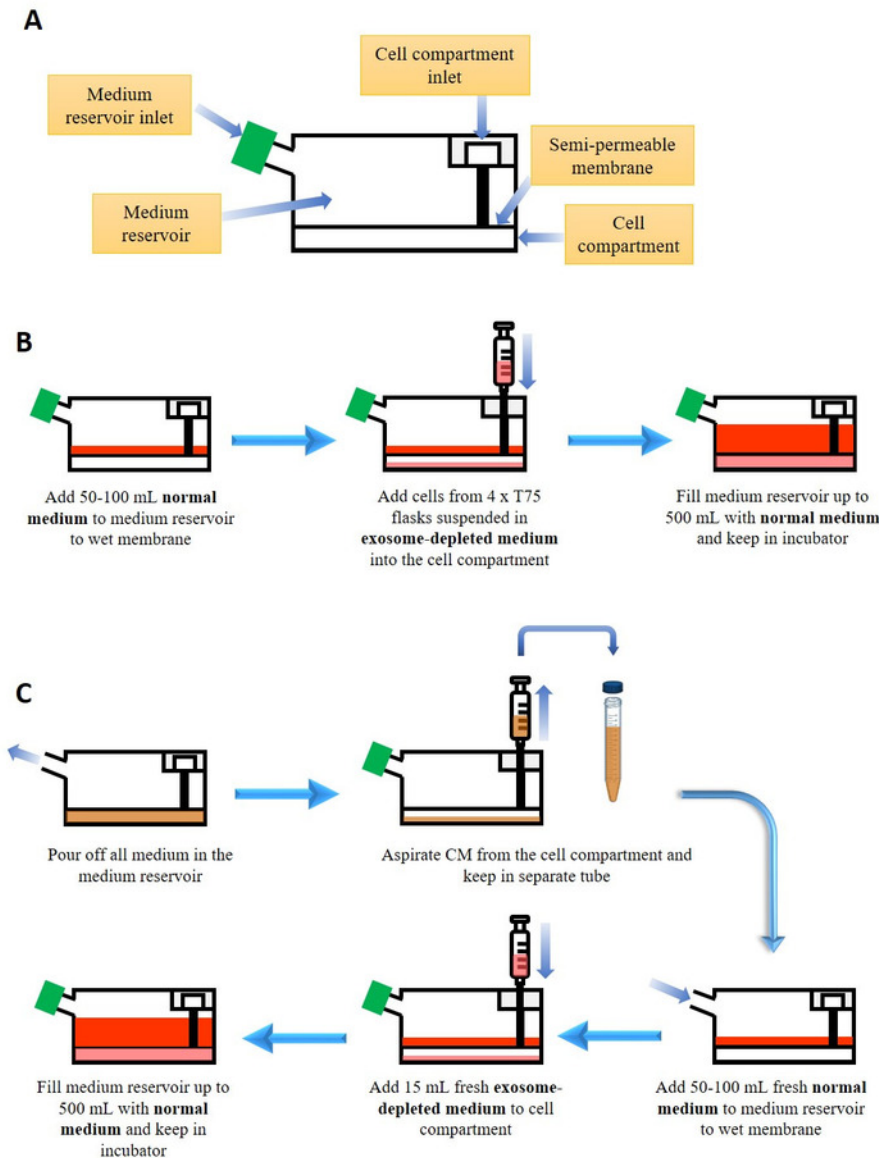 A
Cell compartment
inlet
Medium
reservoir inlet
Semi-permeable
membrane
Medium
reservoir
Cell
compartment
B
Add 50-100 mL normal
medium to medium reservoir
to wet membrane
Add cells from 4 x T75
flasks suspended in
exosome-depleted medium
into the cell compartment
Fill medium reservoir up to
500 mL with normal medium
and keep in incubator
C
Pour off all medium in the
medium reservoir
Aspirate CM from the cell compartment and
keep in separate tube
Fill medium reservoir up to
500 mL with normal
medium and keep in
incubator
Add 15 mL fresh exosome-
depleted medium to cell
compartment
Add 50-100 mL fresh normal
medium to medium reservoir
to wet membrane